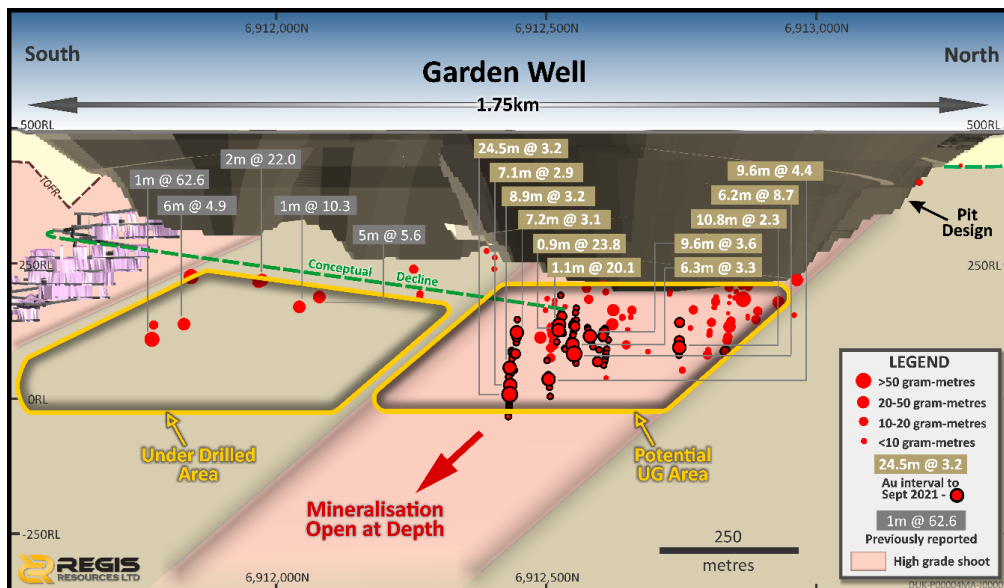 6,912,000N
6,912,500N
6,913,000N
South
North
Garden Well
1.75km
500RL
500RL
24.5m @ 3.2
7.1m @ 2.9
8.9m @ 3.2
7.2m @ 3.1
0.9m @ 23.8
1.1m @ 20.1
9.6m @ 4.4
6.2m @ 8.7
10.8m @ 2.3
9.6m @ 3.6
6.3m @ 3.3
2m @ 22.0
1m @ 62.6
6m @ 4.9
1m @ 10.3
5m @ 5.6
TOFR
Pit
Design
250RL
250RL
Conceptual Decline
0RL
Under Drilled
Area
Potential
UG Area
Mineralisation
Open at Depth
-250RL
250
metres
LEGEND
>50 gram-metres
20-50 gram-metres
10-20 gram-metres
<10 gram-metres
24.5m @ 3.2
Au interval to
Sept 2021 -
1m @ 62.6
Previously reported
High grade shoot
REGIS
RESOURCES LTD
6,912,000N
6,912,500N